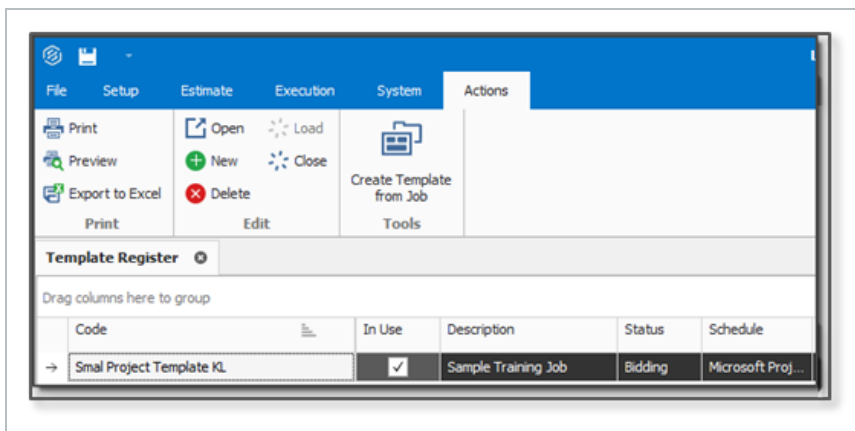 File Setup Estimate Execution System Actions
Print Open Load
Preview New Close
Export to Excel Delete
Create Template
from Job
Print Edit Tools
Template Register
Drag columns here to group
Code In Use Description Status Schedule
Smal Project Template KL Sample Training Job Bidding Microsoft Proj...